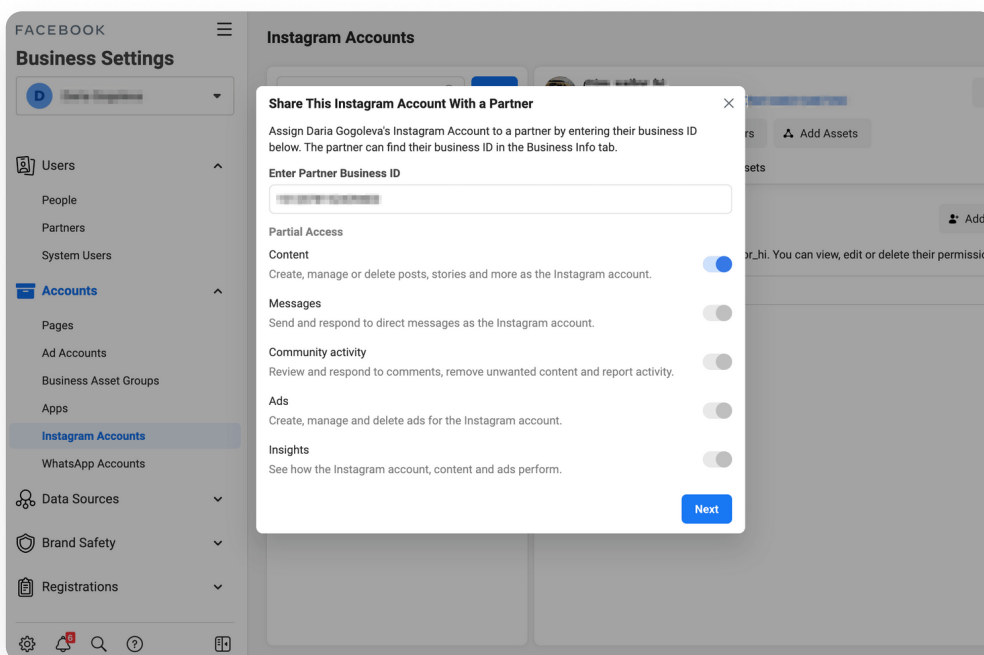 FACEBOOK
Business Settings
D
Users
People
Partners
System Users
Accounts
Pages
Ad Accounts
Business Asset Groups
Apps
Instagram Accounts
WhatsApp Accounts
Data Sources
Brand Safety
Registrations
6
Instagram Accounts
Add Assets
Add
or_hi. You can view, edit or delete their
Share This Instagram Account With a Partner
Assign Daria Gogoleva's Instagram Account to a partner by entering their business ID
below. The partner can find their business ID in the Business Info tab.
Enter Partner Business ID
Partial Access
Content
Create, manage or delete posts, stories and more as the Instagram account.
Messages
Send and respond to direct messages as the Instagram account.
Community activity
Review and respond to comments, remove unwanted content and report activity.
Ads
Create, manage and delete ads for the Instagram account.
Insights
See how the Instagram account, content and ads perform.
Next